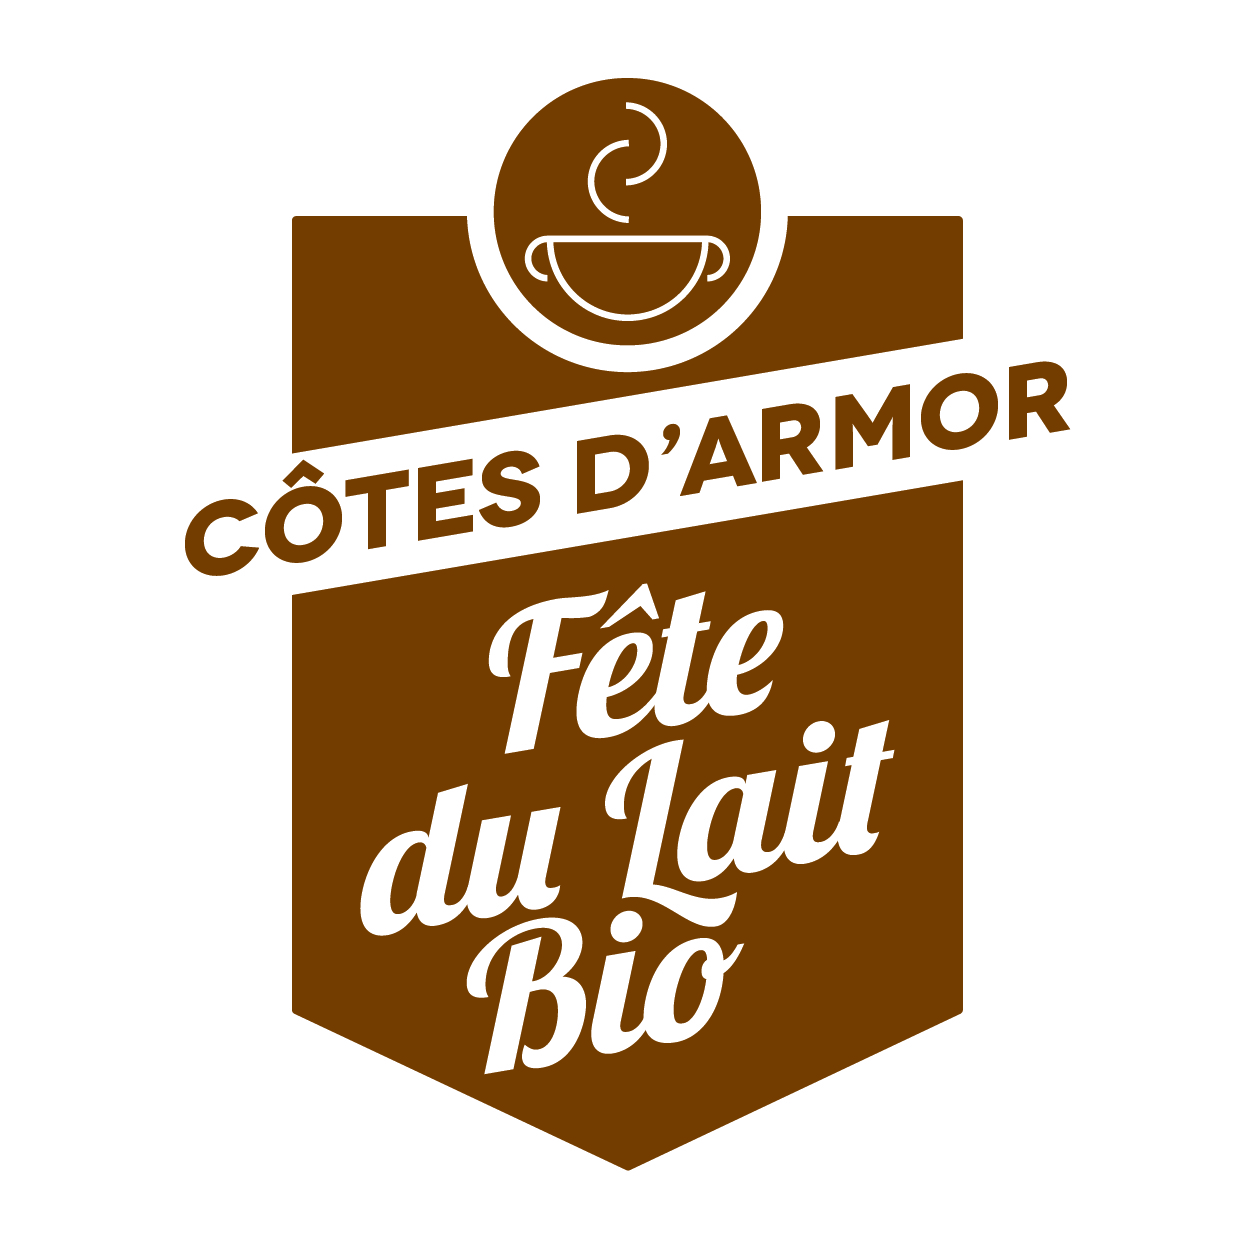 CÔTES D’ARMOR
Fête
du Lait
Bio